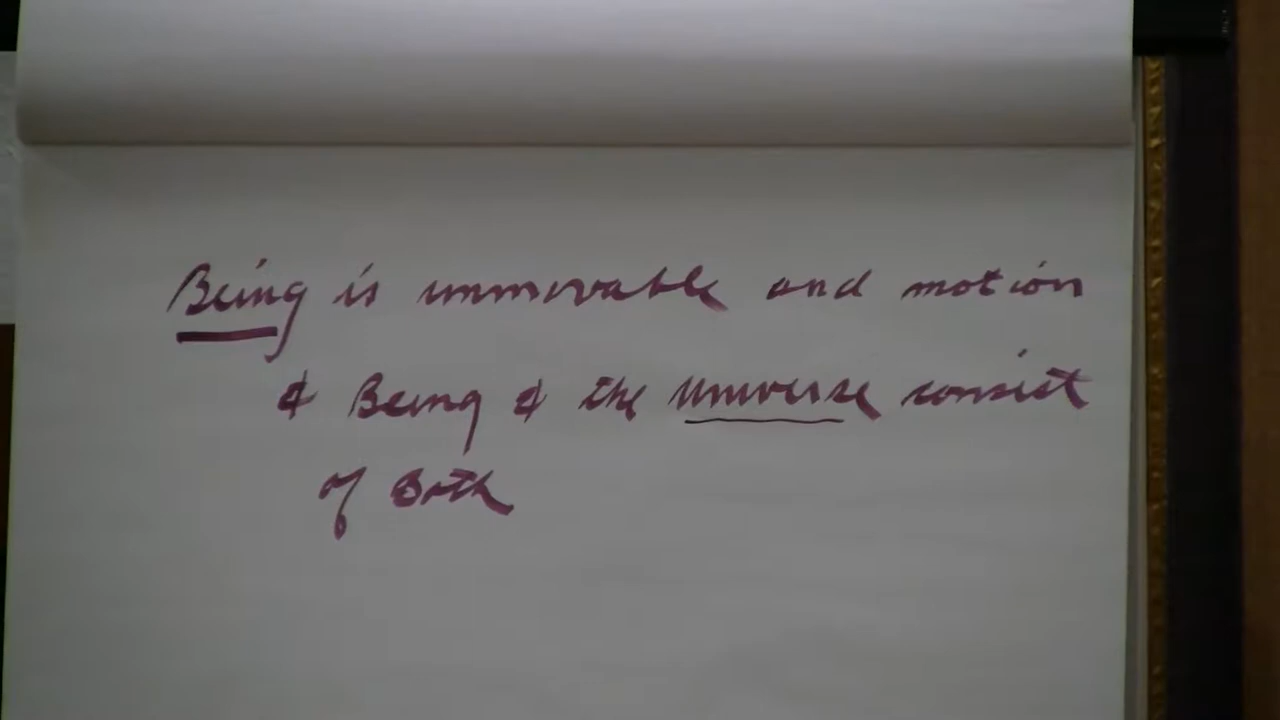 Being is unmovable and motion
& Being & the Universe consist
of Both